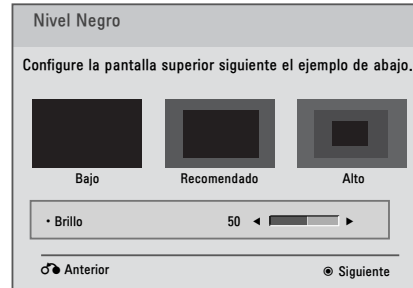 Nivel Negro
Configure la pantalla superior siguiente el ejemplo de abajo.
Bajo Recomendado Alto
• Brillo 50 ◄ ►
Anterior ◉ Siguiente